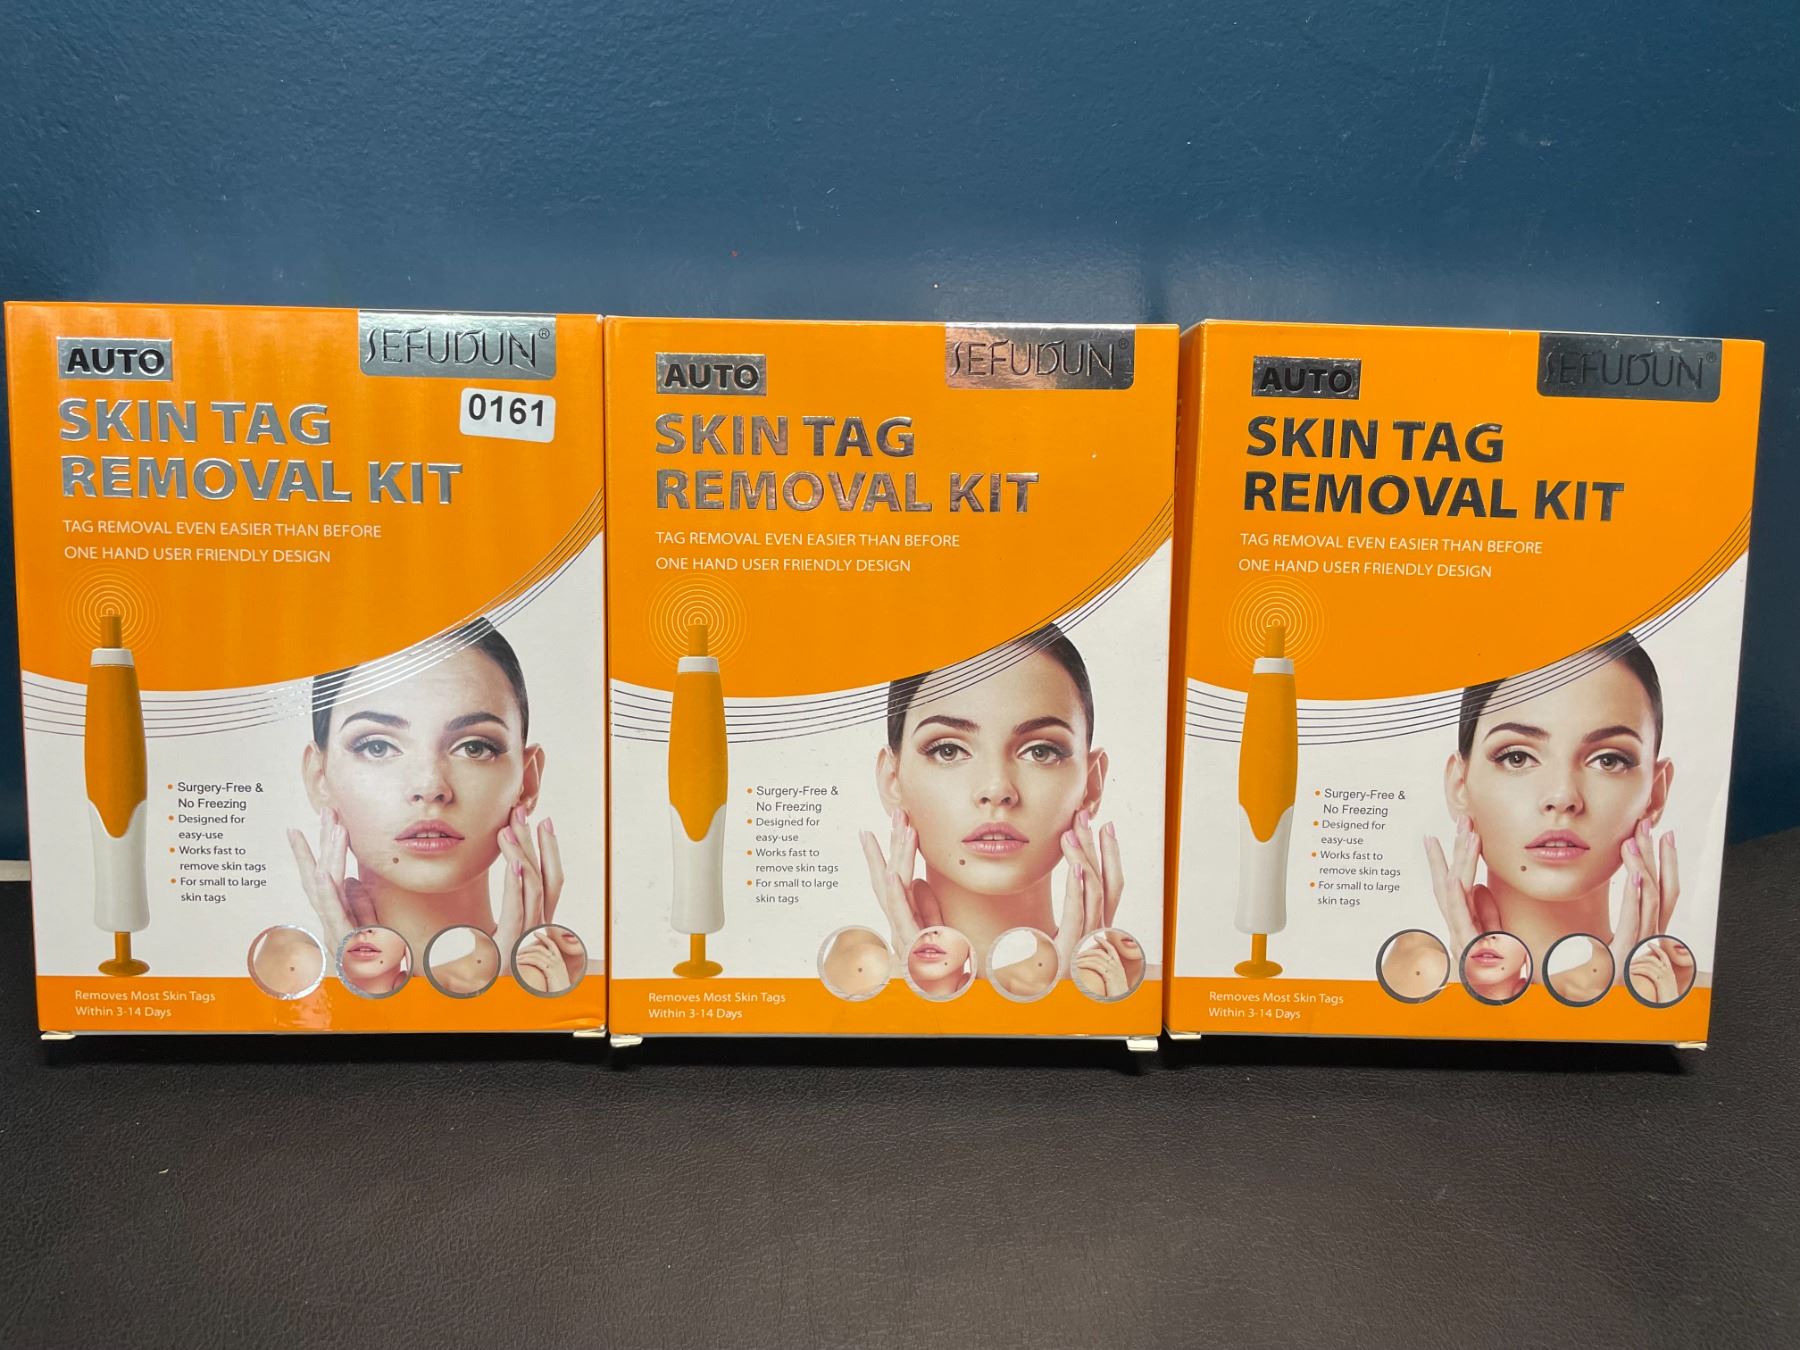 AUTO
SEFUDUN®
0161
SKIN TAG
REMOVAL KIT
TAG REMOVAL EVEN EASIER THAN BEFORE
ONE HAND USER FRIENDLY DESIGN
• Surgery-Free &
No Freezing
• Designed for
easy-use
• Works fast to
remove skin tags
• For small to large
skin tags
Removes Most Skin Tags
Within 3-14 Days
AUTO
SEFUDUN®
SKIN TAG
REMOVAL KIT
TAG REMOVAL EVEN EASIER THAN BEFORE
ONE HAND USER FRIENDLY DESIGN
• Surgery-Free &
No Freezing
• Designed for
easy-use
• Works fast to
remove skin tags
• For small to large
skin tags
Removes Most Skin Tags
Within 3-14 Days
AUTO
SEFUDUN®
SKIN TAG
REMOVAL KIT
TAG REMOVAL EVEN EASIER THAN BEFORE
ONE HAND USER FRIENDLY DESIGN
• Surgery-Free &
No Freezing
• Designed for
easy-use
• Works fast to
remove skin tags
• For small to large
skin tags
Removes Most Skin Tags
Within 3-14 Days